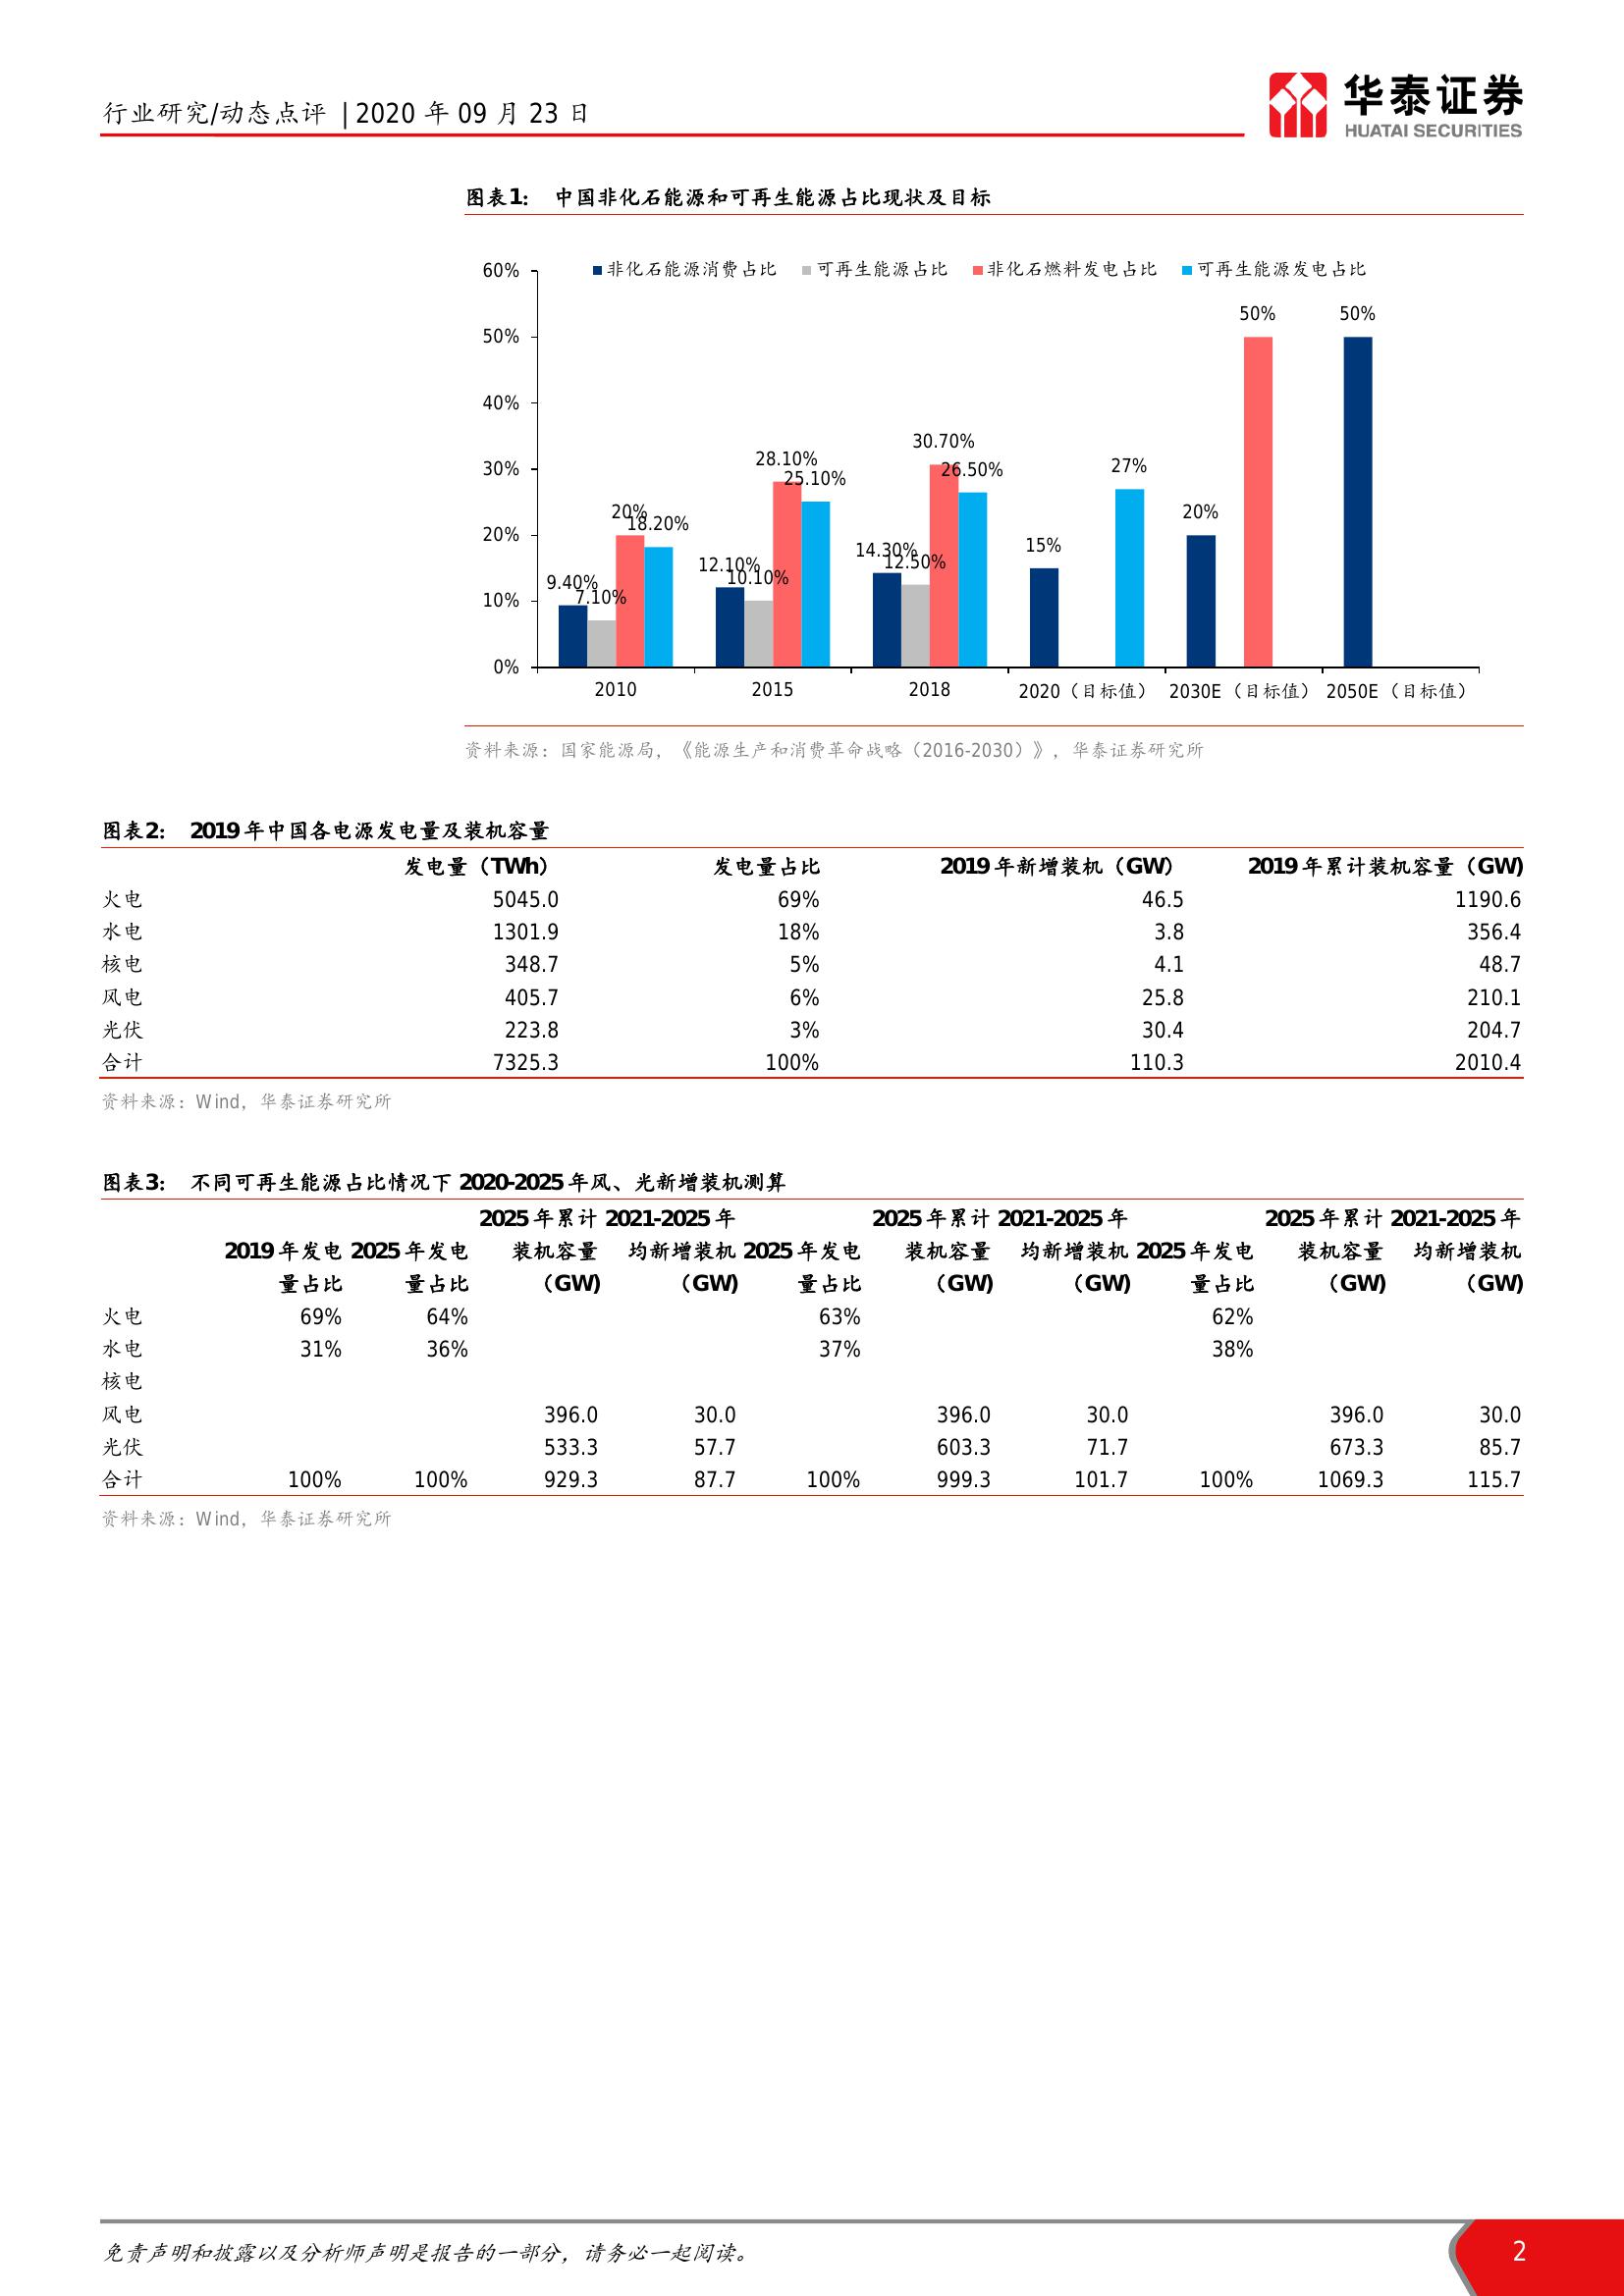 行业研究/动态点评 | 2020 年 09 月 23 日
华泰证券
HUATAI SECURITIES
图表1： 中国非化石能源和可再生能源占比现状及目标
非化石能源消费占比 可再生能源占比 非化石燃料发电占比 可再生能源发电占比
60%
50%
40%
30%
20%
10%
0%
9.40% 7.10% 20% 18.20%
12.10% 10.10% 28.10% 25.10%
14.30% 12.50% 30.70% 26.50%
15% 27%
20% 50%
50%
2010 2015 2018 2020（目标值） 2030E（目标值） 2050E（目标值）
资料来源：国家能源局，《能源生产和消费革命战略（2016-2030）》，华泰证券研究所
图表2： 2019 年中国各电源发电量及装机容量
发电量（TWh） 发电量占比 2019 年新增装机（GW） 2019 年累计装机容量（GW)
火电 5045.0 69% 46.5 1190.6
水电 1301.9 18% 3.8 356.4
核电 348.7 5% 4.1 48.7
风电 405.7 6% 25.8 210.1
光伏 223.8 3% 30.4 204.7
合计 7325.3 100% 110.3 2010.4
资料来源：Wind，华泰证券研究所
图表3： 不同可再生能源占比情况下 2020-2025 年风、光新增装机测算
2025 年累计 2021-2025 年 2025 年累计 2021-2025 年 2025 年累计 2021-2025 年
2019 年发电 2025 年发电 装机容量 均新增装机 2025 年发电 装机容量 均新增装机 2025 年发电 装机容量 均新增装机
量占比 量占比 （GW) （GW) 量占比 （GW) （GW) 量占比 （GW) （GW)
火电 69% 64% 63% 62%
水电 31% 36% 37% 38%
核电
风电 396.0 30.0 396.0 30.0 396.0 30.0
光伏 533.3 57.7 603.3 71.7 673.3 85.7
合计 100% 100% 929.3 87.7 100% 999.3 101.7 100% 1069.3 115.7
资料来源：Wind，华泰证券研究所
免责声明和披露以及分析师声明是报告的一部分，请务必一起阅读。
2